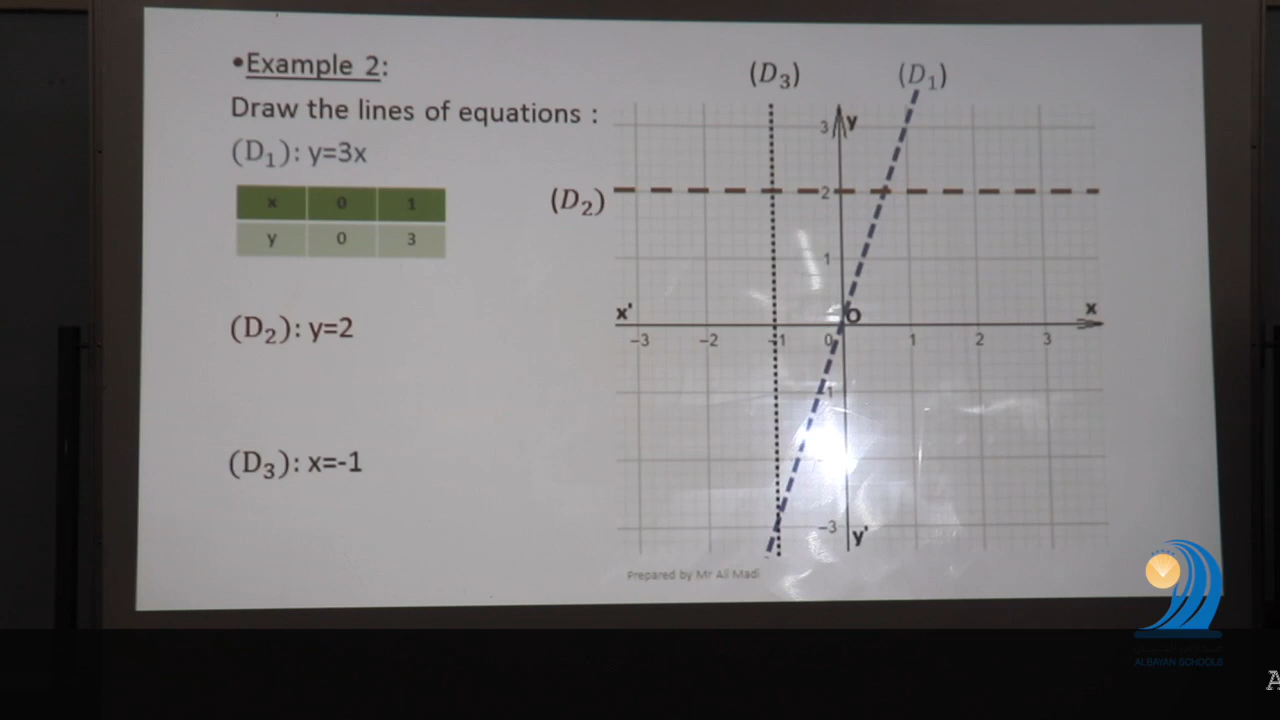 •Example 2:
Draw the lines of equations :
(D₁): y=3x
x 0 1
y 0 3
(D₂): y=2
(D₃): x=-1
(D₃) (D₁)
(D₂)
3 y
2
1
x' O x
−3 −2 −1 0 1 2 3
−3 y'
Prepared by Mr Ali Madi
ALBAYAN SCHOOLS